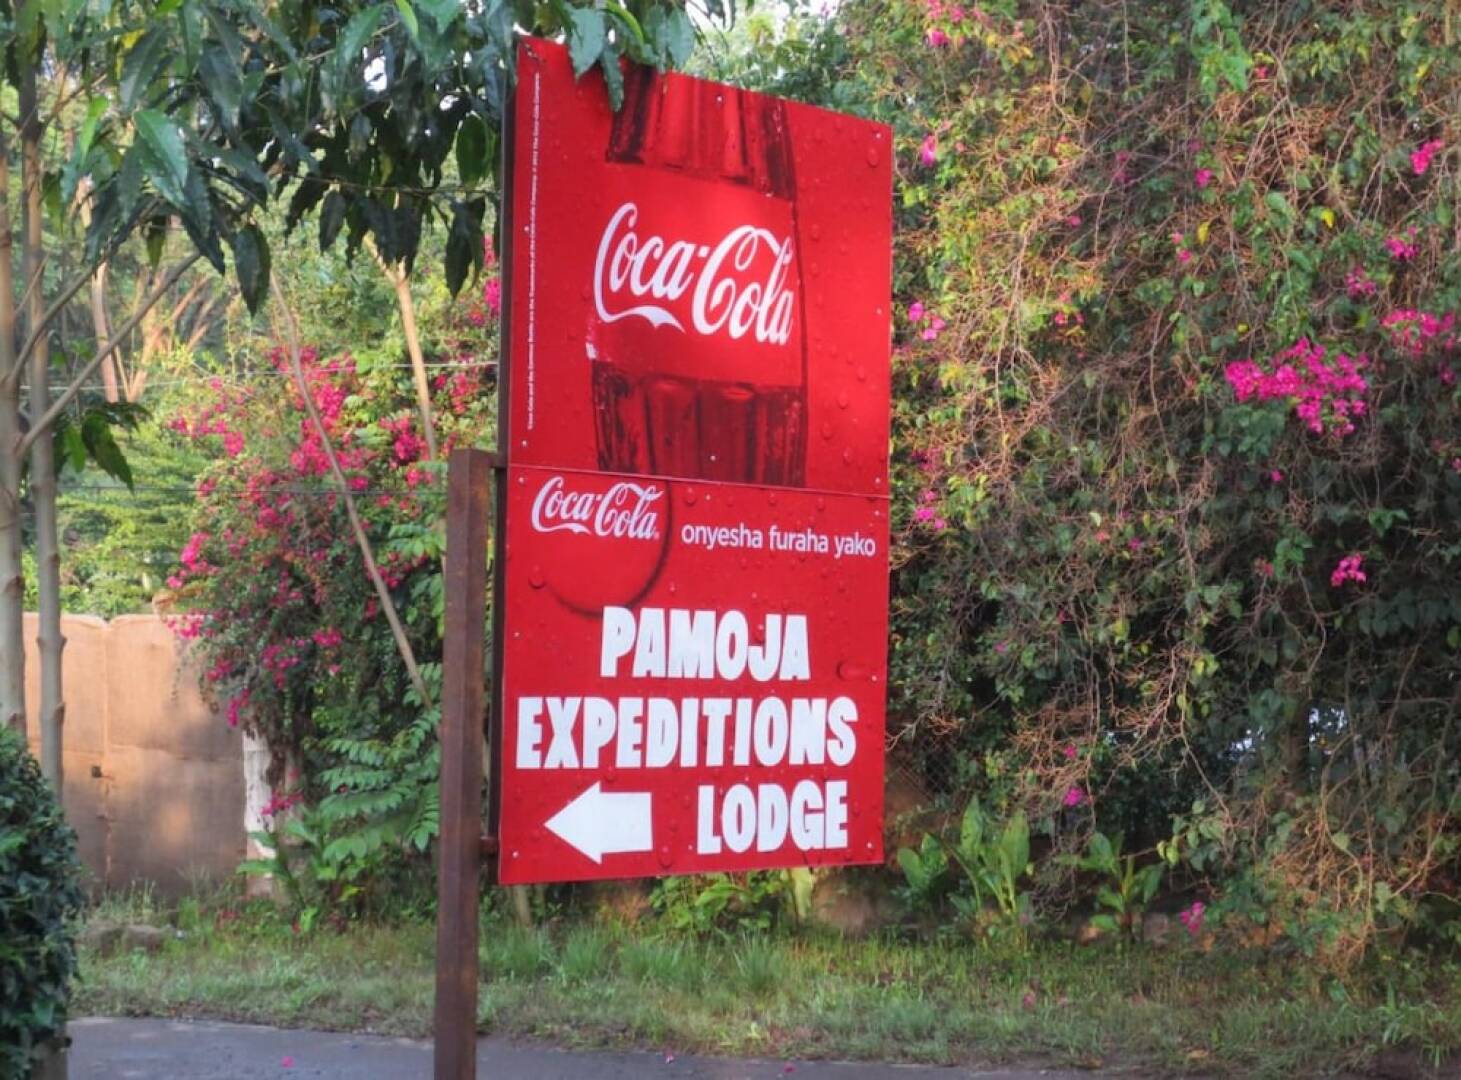 Coca-Cola
Coca-Cola
onyesha furaha yako
PAMOJA
EXPEDITIONS
LODGE